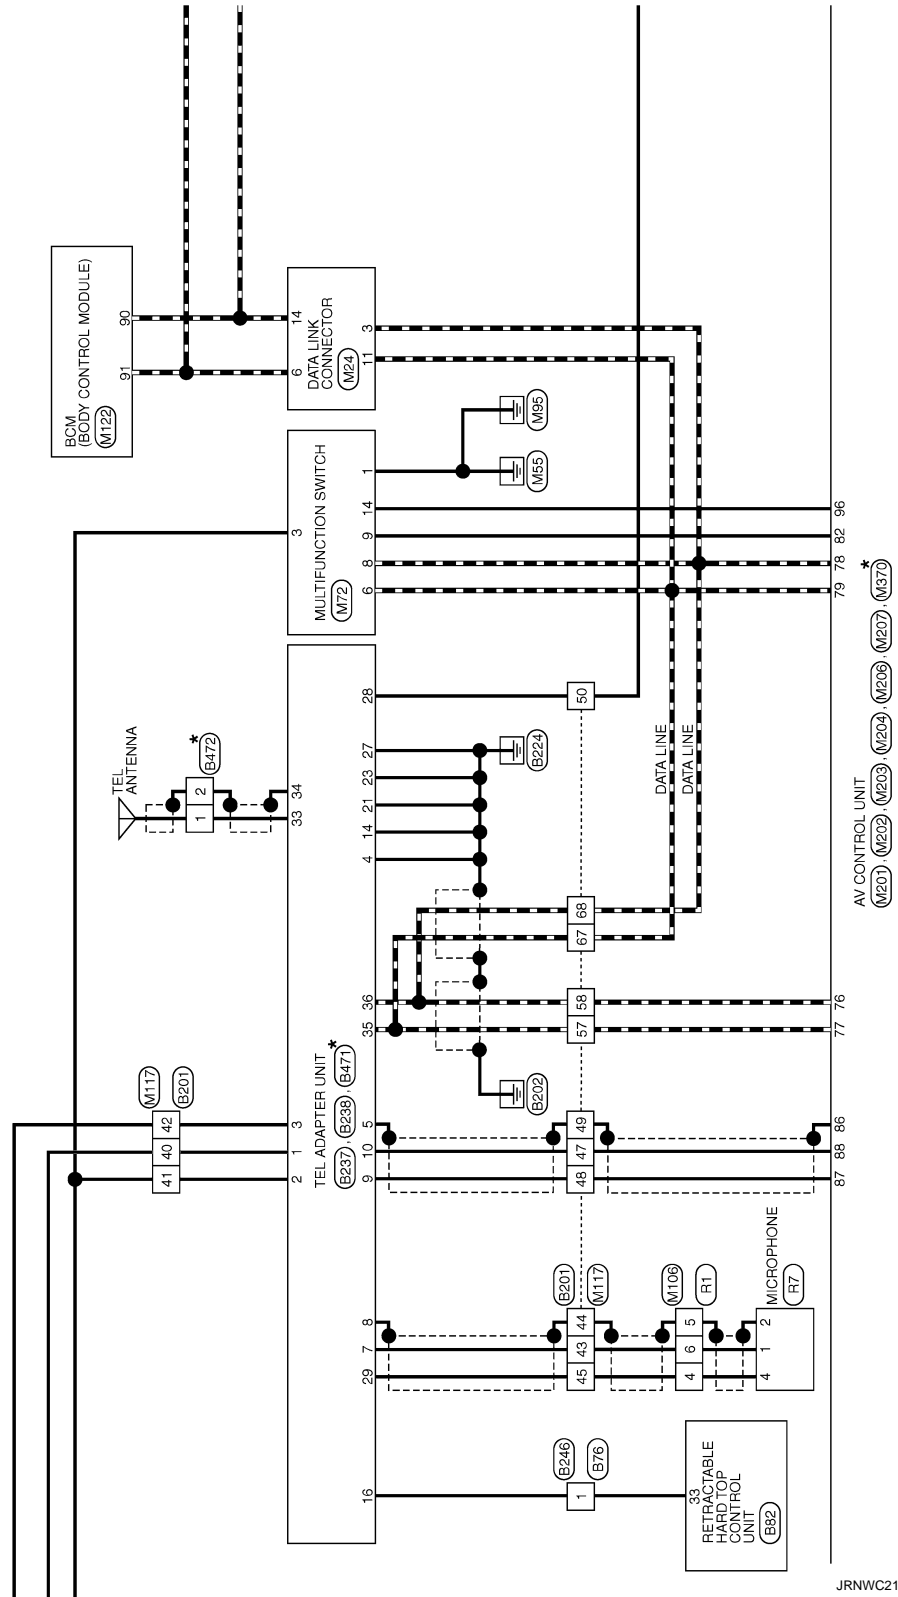 BCM
(BODY CONTROL MODULE)
M122
91
90
6
14
DATA LINK
CONNECTOR
M24
11
3
M95
M55
3
MULTIFUNCTION SWITCH
M72
1
14
9
8
6
96
82
78
79
*
AV CONTROL UNIT
M201 , M202 , M203 , M204 , M206 , M207 , M370
DATA LINE
DATA LINE
TEL
ANTENNA
*
B472
1
2
33
34
28
27
23
21
14
4
50
B224
68
67
36
35
58
57
76
77
B202
M117
B201
41
40
42
2
1
3
TEL ADAPTER UNIT
*
B237 , B238 , B471
5
10
9
49
47
48
86
88
87
8
7
29
B201
M117
44
43
45
M106
R1
5
6
4
MICROPHONE
R7
2
1
4
16
B246
B76
1
33
RETRACTABLE
HARD TOP
CONTROL
UNIT
B82
JRNWC21